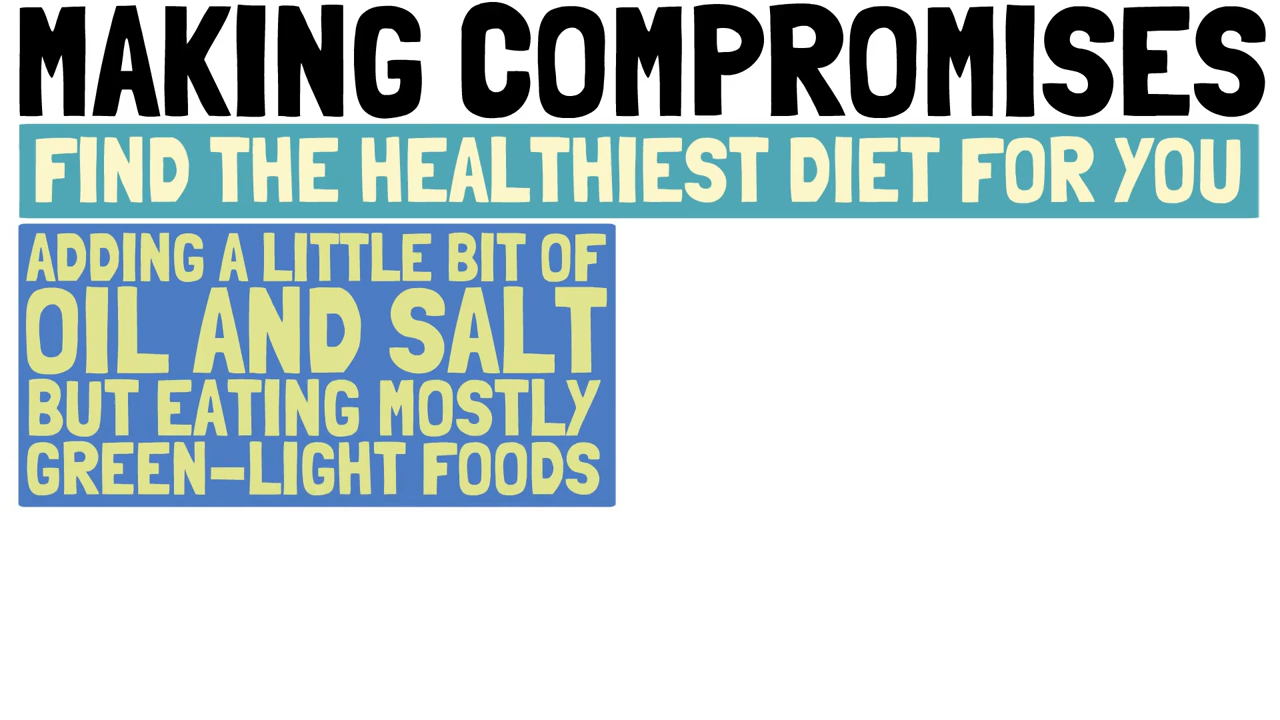 MAKING COMPROMISES
FIND THE HEALTHIEST DIET FOR YOU
ADDING A LITTLE BIT OF
OIL AND SALT
BUT EATING MOSTLY
GREEN-LIGHT FOODS